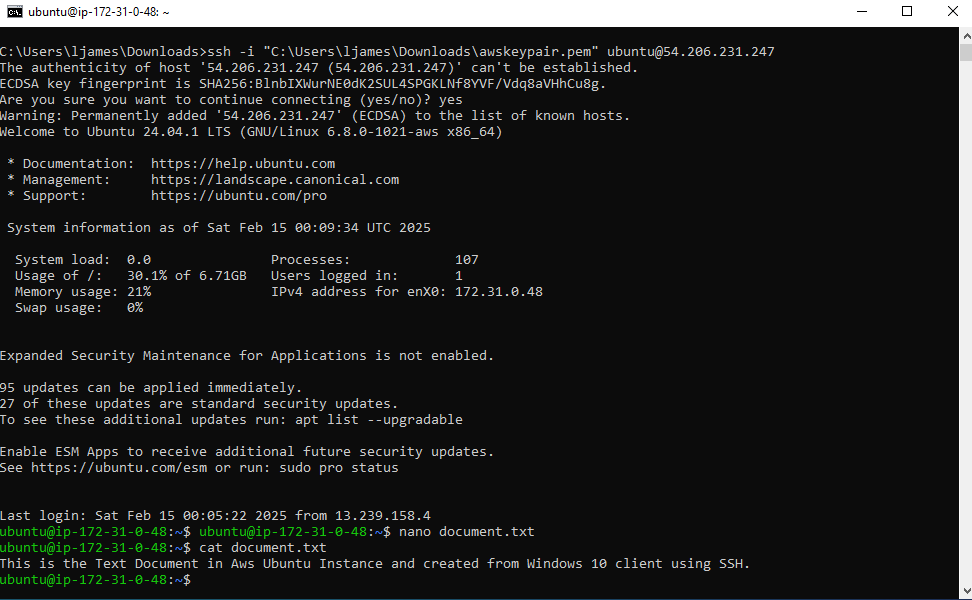 ubuntu@ip-172-31-0-48: ~
C:\Users\ljames\Downloads>ssh -i "C:\Users\ljames\Downloads\awskeypair.pem" ubuntu@54.206.231.247
The authenticity of host '54.206.231.247 (54.206.231.247)' can't be established.
ECDSA key fingerprint is SHA256:BlnbIXWurNE0dK2SUL4SPGKLNf8YVF/Vdq8aVHhCu8g.
Are you sure you want to continue connecting (yes/no)? yes
Warning: Permanently added '54.206.231.247' (ECDSA) to the list of known hosts.
Welcome to Ubuntu 24.04.1 LTS (GNU/Linux 6.8.0-1021-aws x86_64)
* Documentation:  https://help.ubuntu.com
* Management:     https://landscape.canonical.com
* Support:        https://ubuntu.com/pro
System information as of Sat Feb 15 00:09:34 UTC 2025
System load:  0.0                Processes:             107
Usage of /:   30.1% of 6.71GB   Users logged in:       1
Memory usage: 21%               IPv4 address for enX0: 172.31.0.48
Swap usage:   0%
Expanded Security Maintenance for Applications is not enabled.
95 updates can be applied immediately.
27 of these updates are standard security updates.
To see these additional updates run: apt list --upgradable
Enable ESM Apps to receive additional future security updates.
See https://ubuntu.com/esm or run: sudo pro status
Last login: Sat Feb 15 00:05:22 2025 from 13.239.158.4
ubuntu@ip-172-31-0-48:~$ ubuntu@ip-172-31-0-48:~$ nano document.txt
ubuntu@ip-172-31-0-48:~$ cat document.txt
This is the Text Document in Aws Ubuntu Instance and created from Windows 10 client using SSH.
ubuntu@ip-172-31-0-48:~$